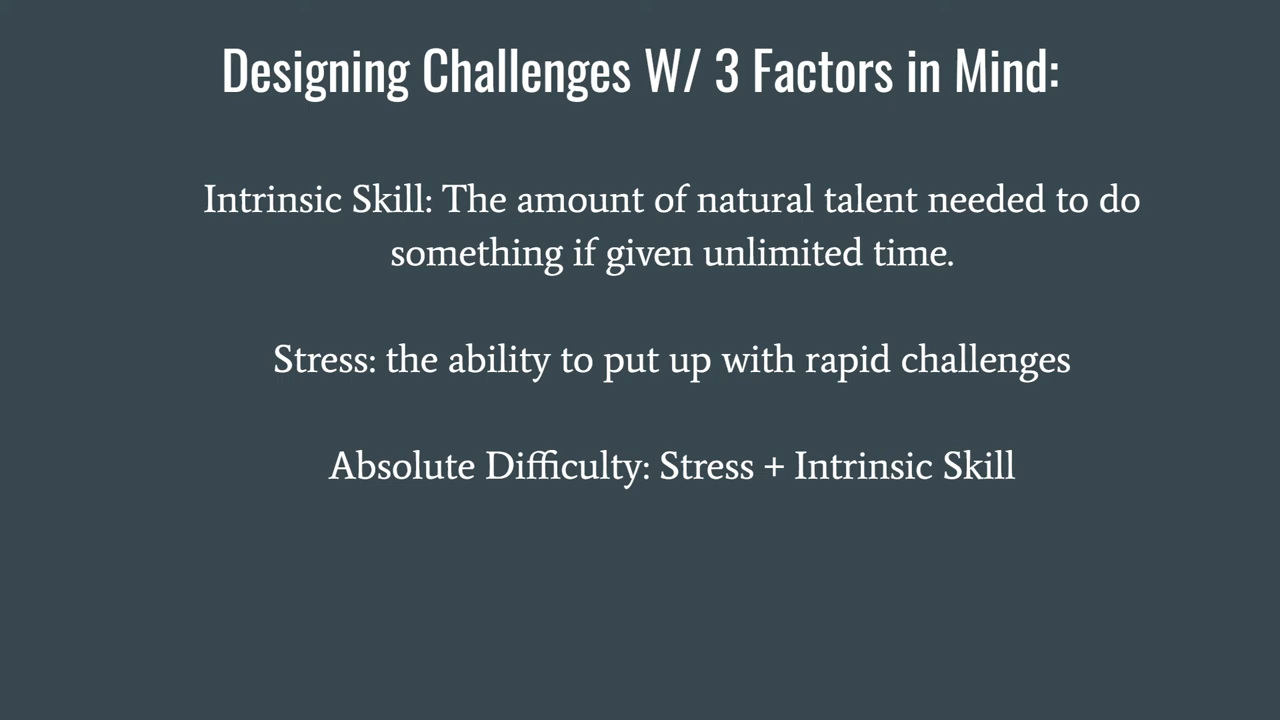 Designing Challenges W/ 3 Factors in Mind:
Intrinsic Skill: The amount of natural talent needed to do
something if given unlimited time.
Stress: the ability to put up with rapid challenges
Absolute Difficulty: Stress + Intrinsic Skill